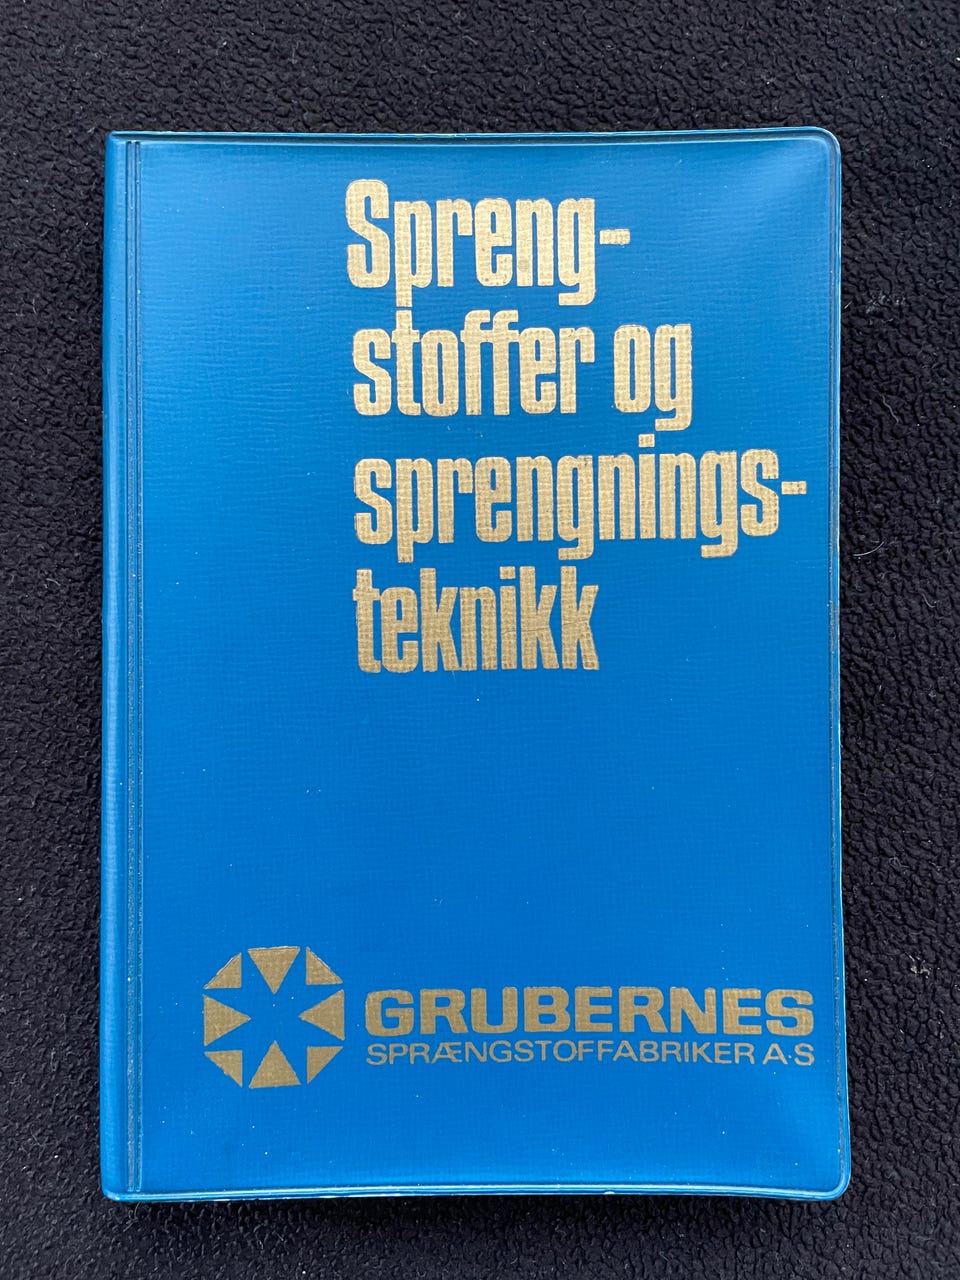 Spreng-
stoffer og
sprengnings-
teknikk
GRUBERNES
SPRÆNGSTOFFABRIKER A·S